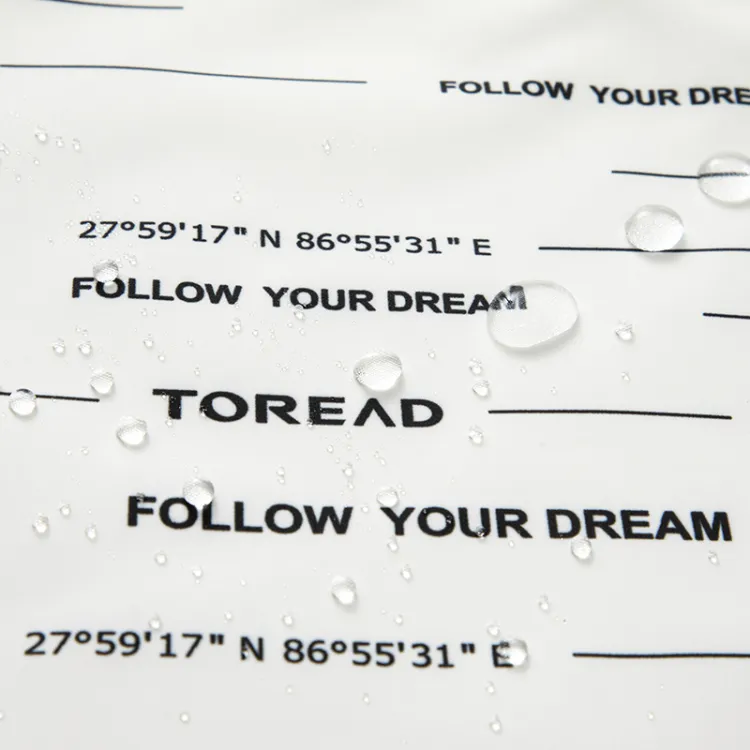 FOLLOW YOUR DRE
27°59'17" N 86°55'31" E
FOLLOW YOUR DREAM
TOREAD
FOLLOW YOUR DREAM
27°59'17" N 86°55'31" E